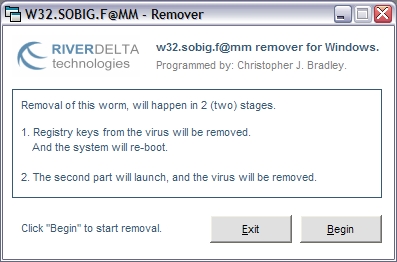 W32.SOBIG.F@MM - Remover
RIVERDELTA
technologies
w32.sobig.f@mm remover for Windows.
Programmed by: Christopher J. Bradley.
Removal of this worm, will happen in 2 (two) stages.
1. Registry keys from the virus will be removed.
And the system will re-boot.
2. The second part will launch, and the virus will be removed.
Click "Begin" to start removal.
Exit
Begin